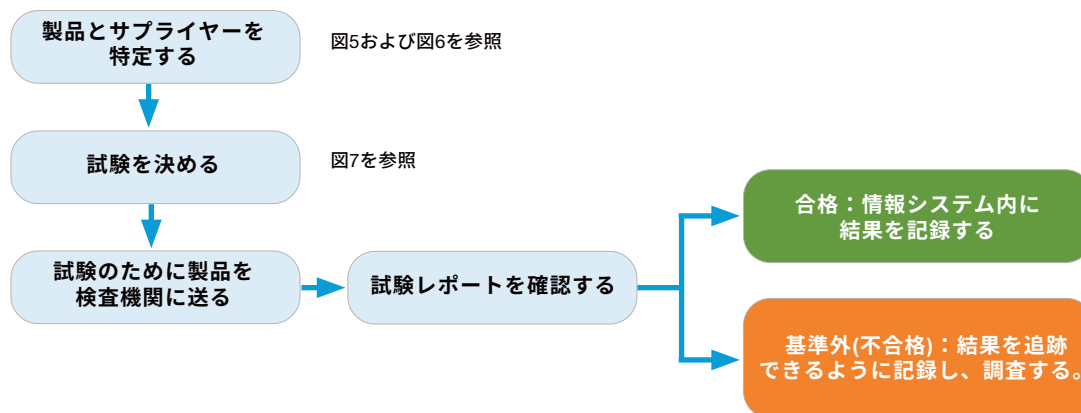 製品とサプライヤーを
特定する
図5および図6を参照
試験を決める
図7を参照
試験のために製品を
検査機関に送る
試験レポートを確認する
合格：情報システム内に
結果を記録する
基準外(不合格)：結果を追跡
できるように記録し、調査する。